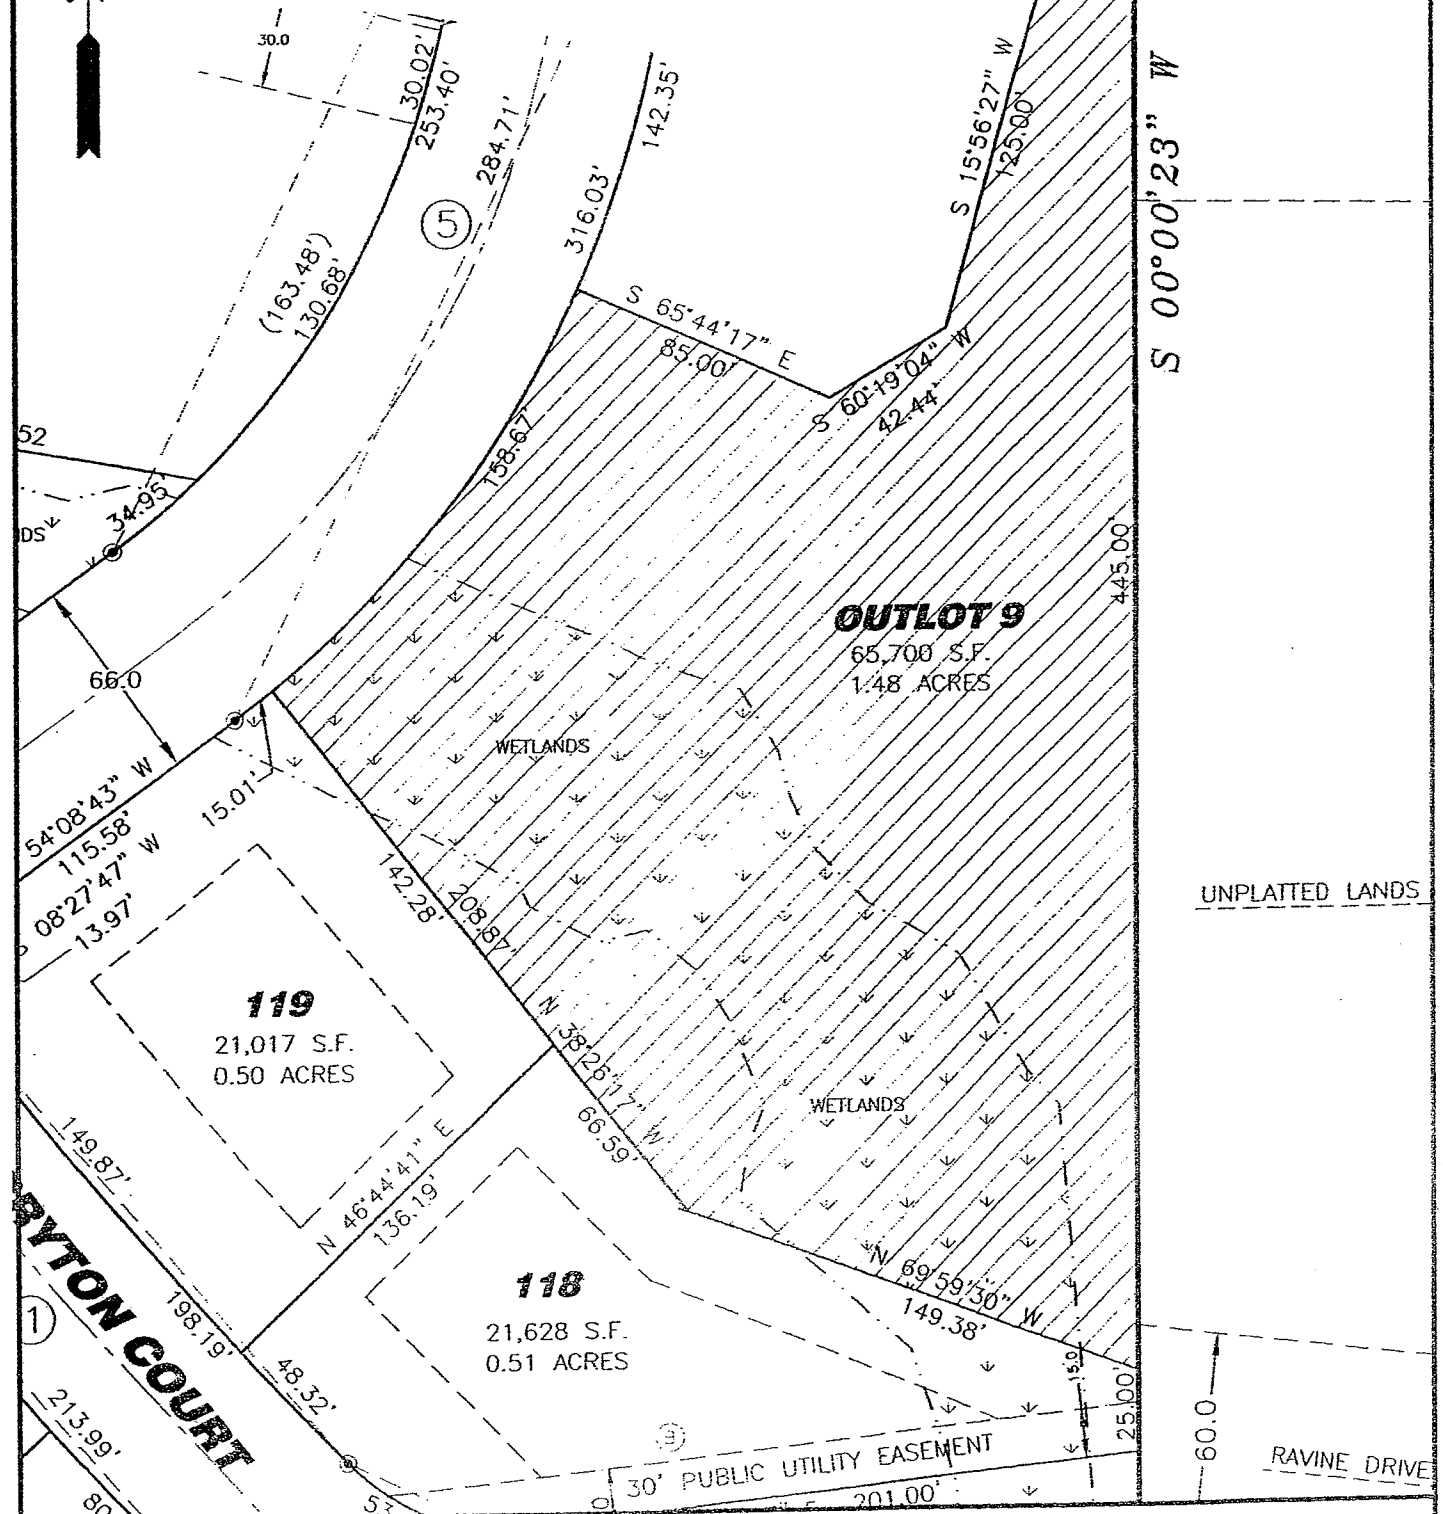 30.0
30.02'
253.40'
284.71'
142.35'
S 15°56'27" W
125.00'
S 00°00'23" W
5
316.03'
(163.48')
130.68'
S 65°44'17" E
85.00'
S 60°19'04" W
42.44'
52
34.95'
DS
158.67'
445.00'
OUTLOT 9
65,700 S.F.
1.48 ACRES
66.0
WETLANDS
54°08'43" W
115.58'
15.01'
08°27'47" W
13.97'
142.28'
208.87'
UNPLATTED LANDS
119
21,017 S.F.
0.50 ACRES
N 38°26'17" W
66.59'
WETLANDS
149.87'
N 46°44'41" E
136.19'
BYTON COURT
1
198.19'
118
21,628 S.F.
0.51 ACRES
N 69°59'30" W
149.38'
48.32'
15.0
25.00'
60.0
213.99'
80
53
30' PUBLIC UTILITY EASEMENT
201.00'
RAVINE DRIVE